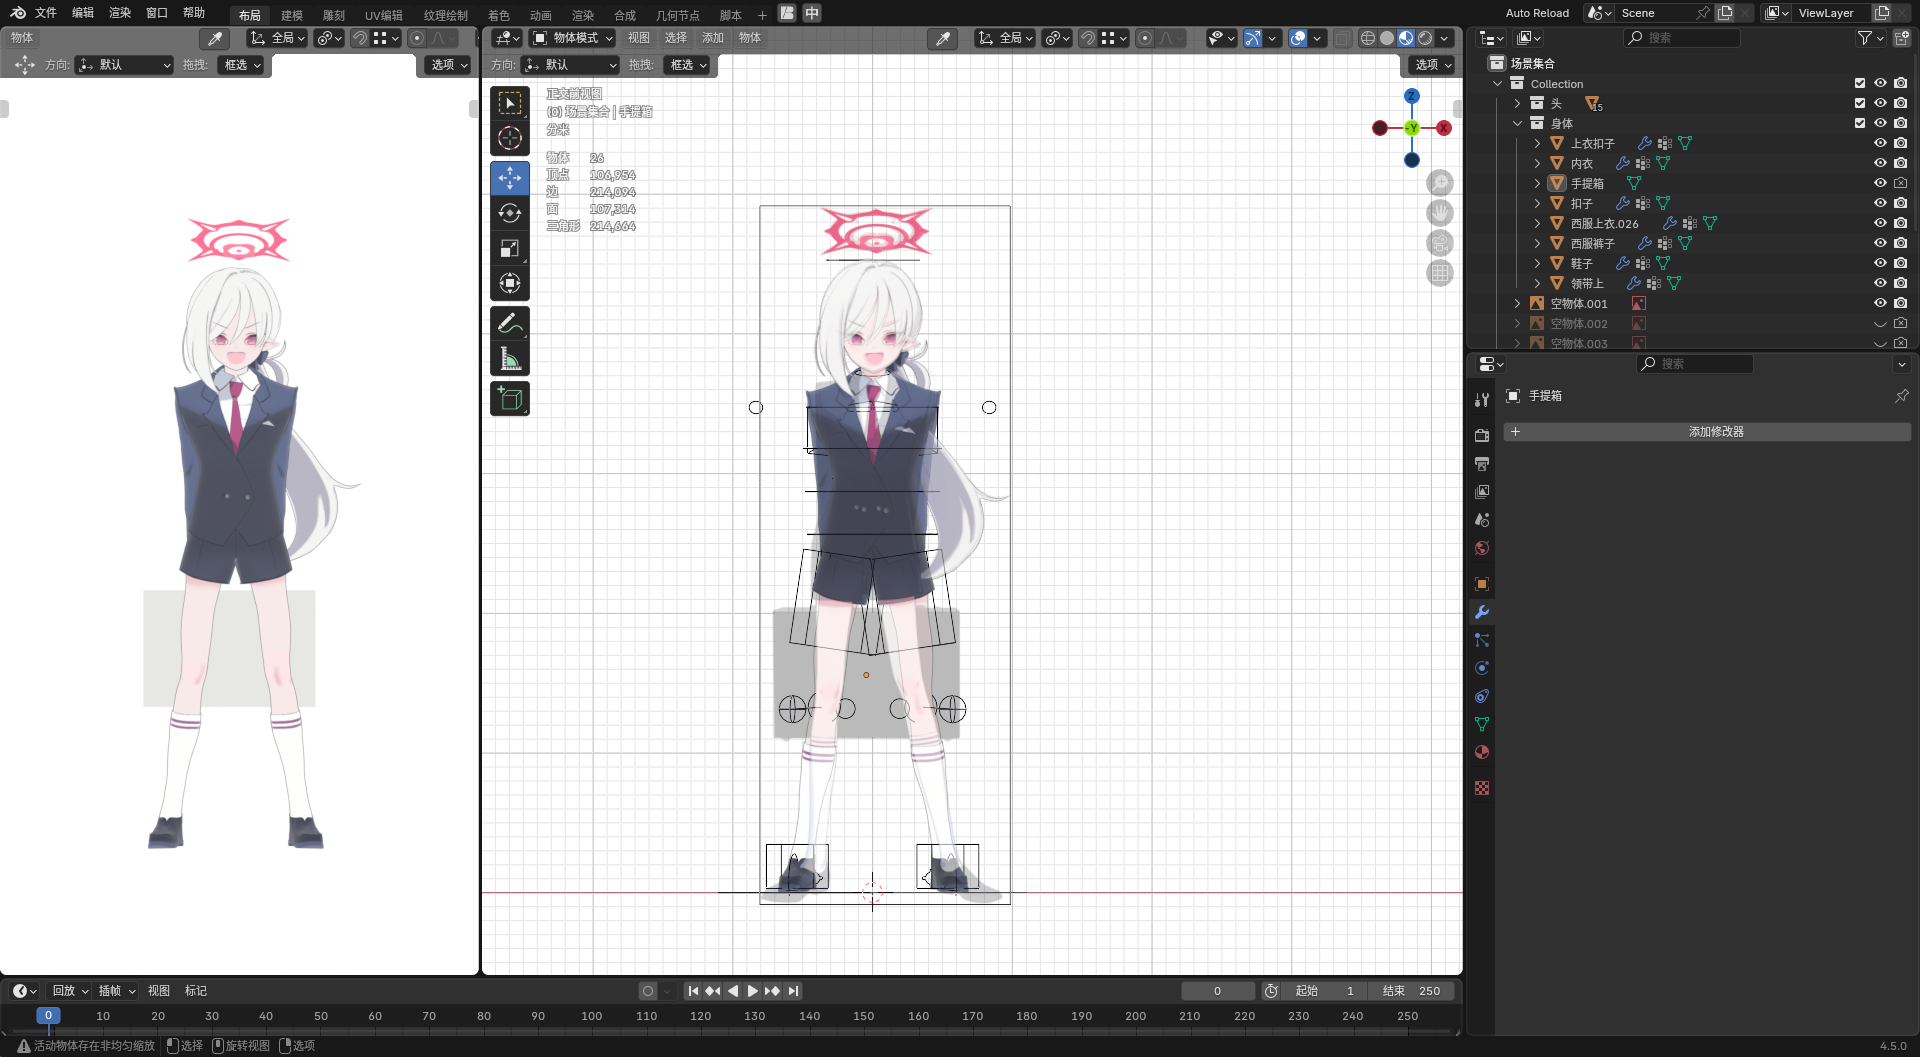 文件 编辑 渲染 窗口 帮助 布局 建模 雕刻 UV编辑 纹理绘制 着色 动画 渲染 合成 几何节点 脚本 + 中 Auto Reload Scene ViewLayer
物体 全局 物体模式 视图 选择 添加 物体 全局 搜索
方向: 默认 拖拽: 框选 选项 方向: 默认 拖拽: 框选 选项
正交前视图
(0) 场景集合 | 手提箱
分米
物体 26
顶点 106,954
边 214,094
面 107,314
三角形 214,664
Z
-Y X
场景集合
Collection
头 15
身体
上衣扣子
内衣
手提箱
扣子
西服上衣.026
西服裤子
鞋子
领带上
空物体.001
空物体.002
空物体.003
搜索
手提箱
+ 添加修改器
回放 插帧 视图 标记 0 起始 1 结束 250
0 10 20 30 40 50 60 70 80 90 100 110 120 130 140 150 160 170 180 190 200 210 220 230 240 250
活动物体存在非均匀缩放 选择 旋转视图 选项 4.5.0